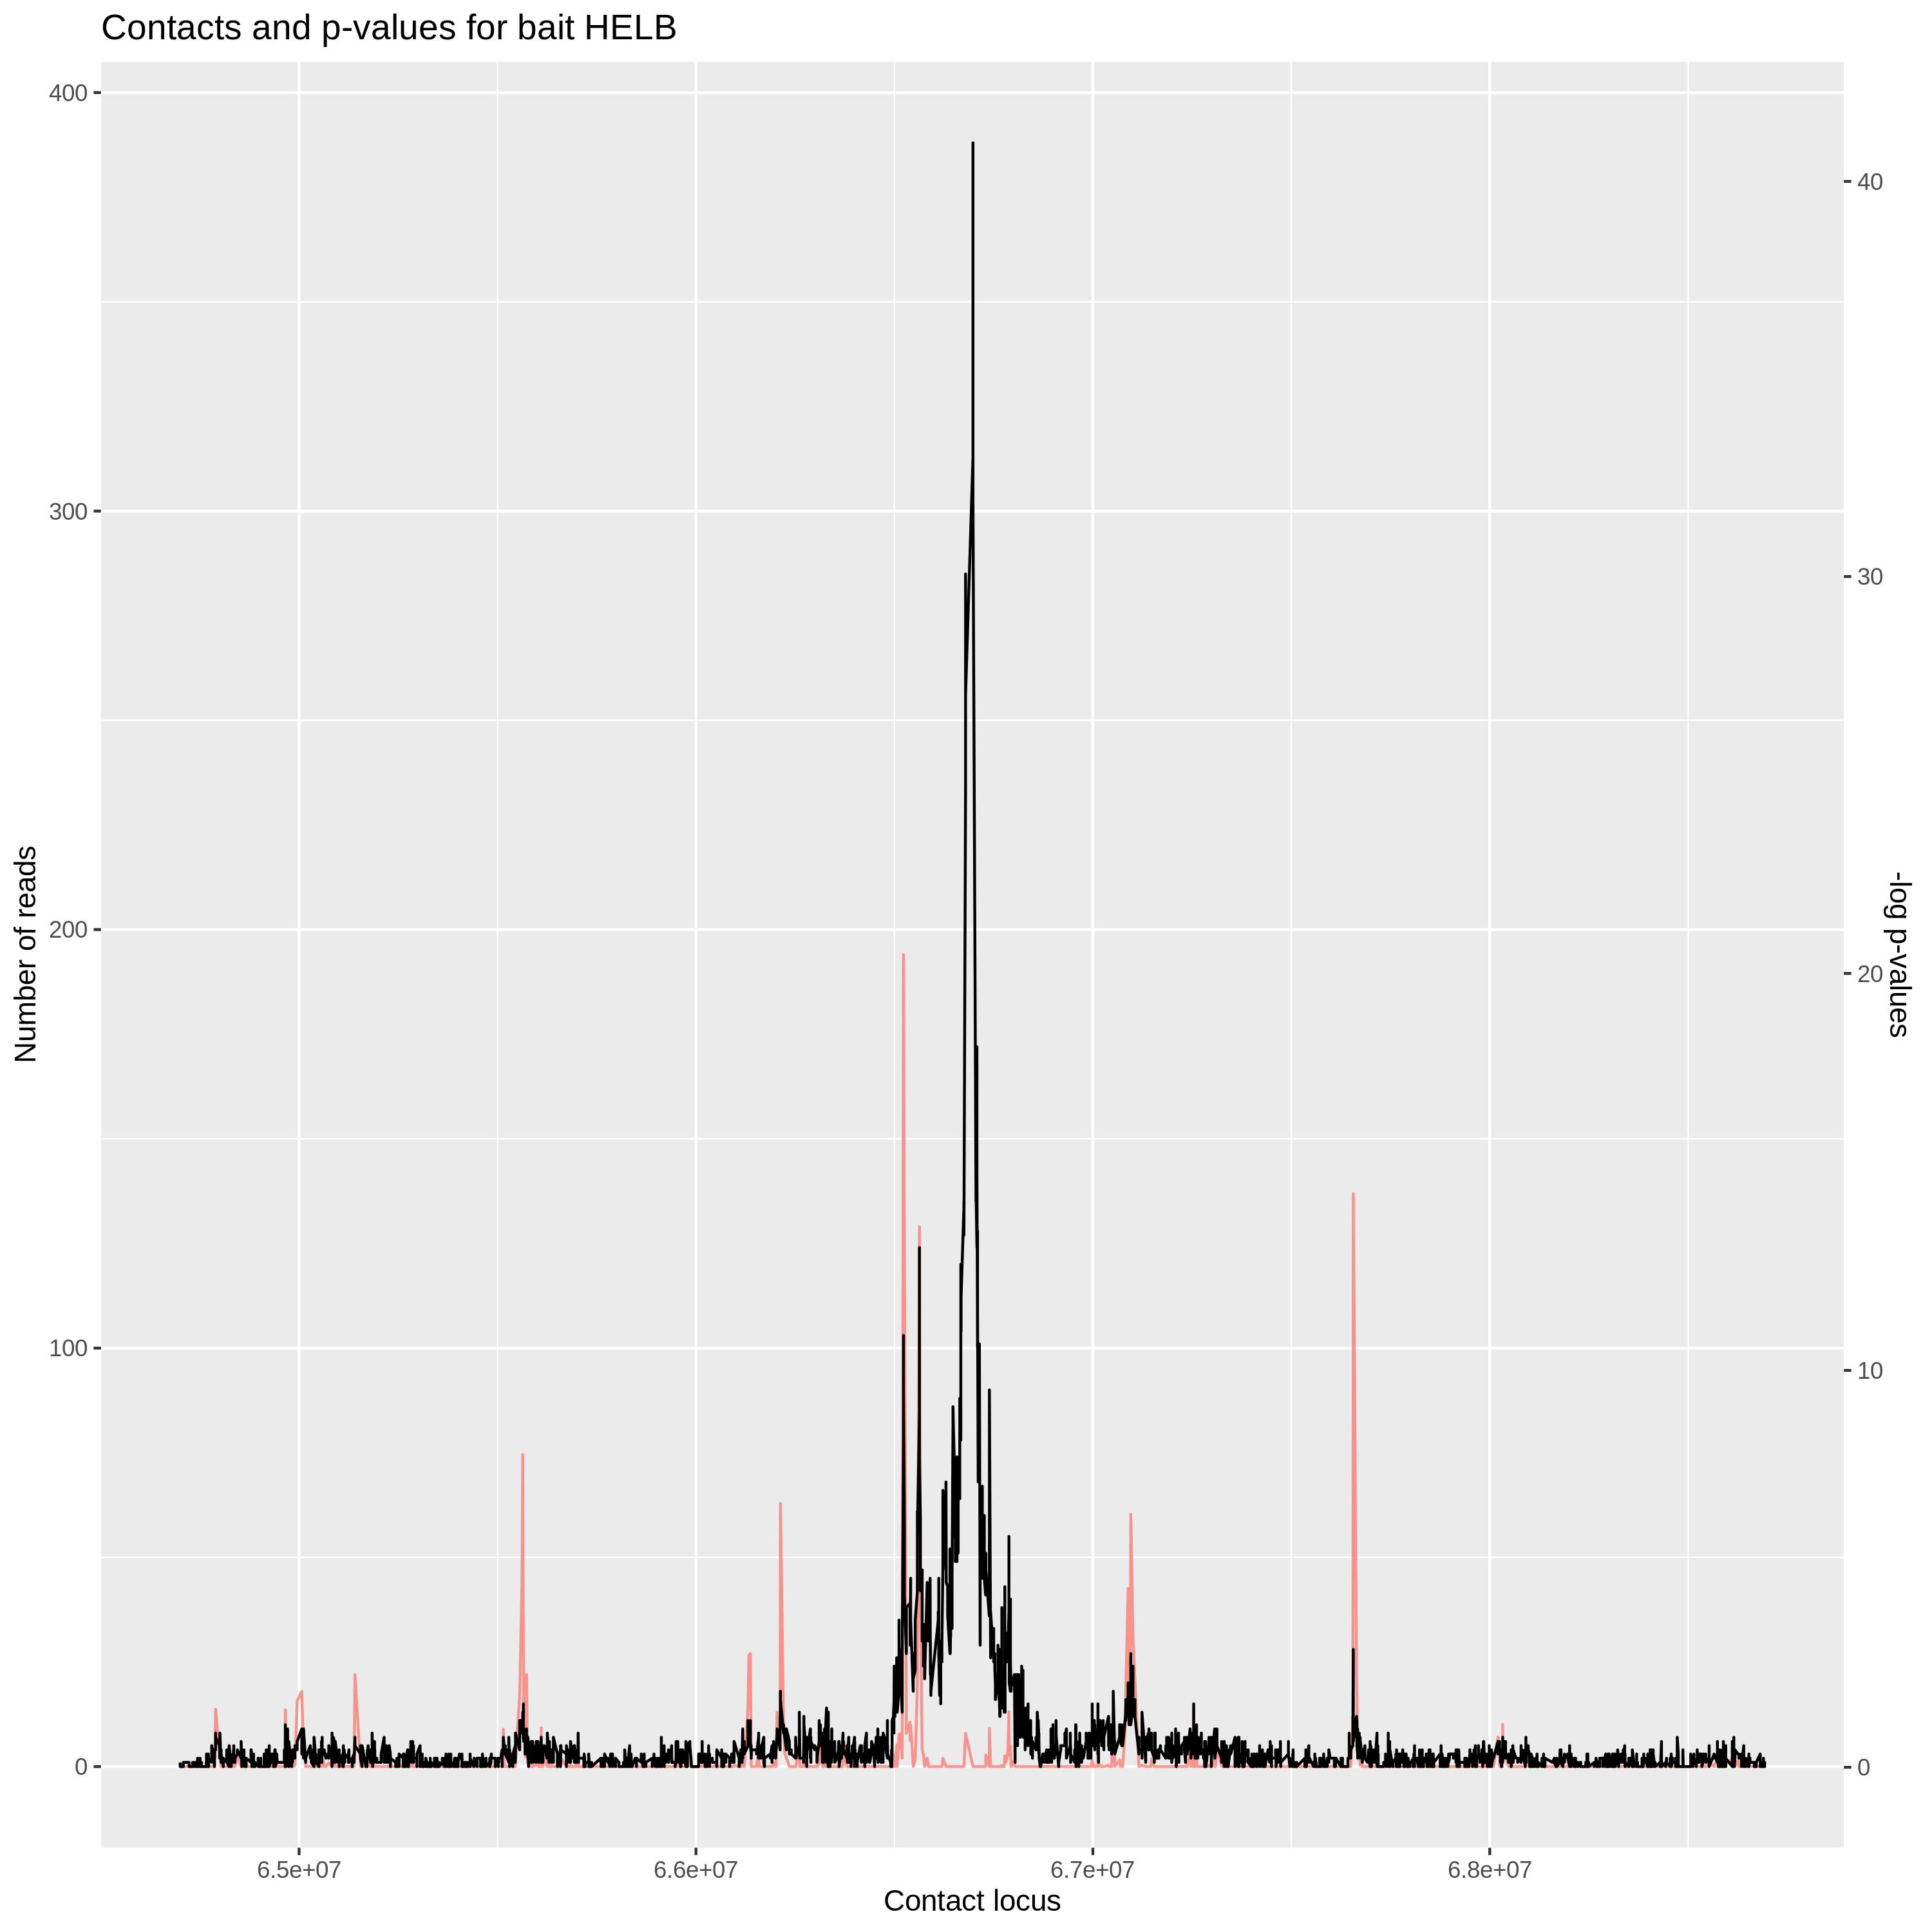 Contacts and p-values for bait HELB
400
300
200
100
0
Number of reads
40
30
20
10
0
-log p-values
6.5e+07
6.6e+07
6.7e+07
6.8e+07
Contact locus